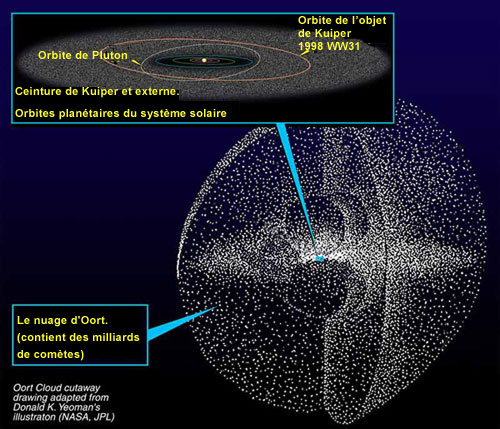 Orbite de l'objet
de Kuiper
1998 WW31
Orbite de Pluton
Ceinture de Kuiper et externe.
Orbites planétaires du système solaire
Le nuage d'Oort.
(contient des milliards
de comètes)
Oort Cloud cutaway
drawing adapted from
Donald K. Yeoman's
illustraton (NASA, JPL)